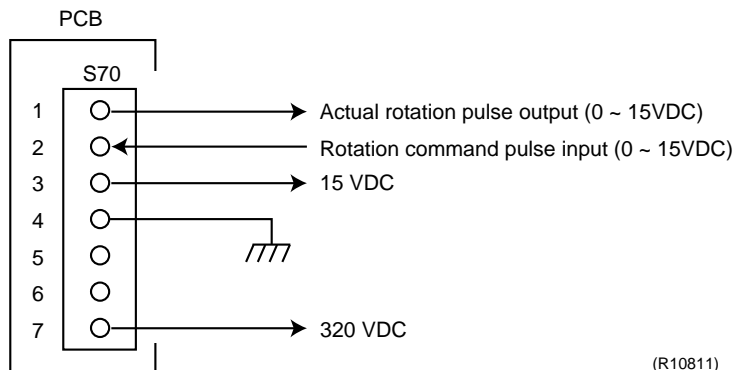 PCB
S70
1 Actual rotation pulse output (0 ~ 15VDC)
2 Rotation command pulse input (0 ~ 15VDC)
3 15 VDC
4
5
6
7 320 VDC
(R10811)